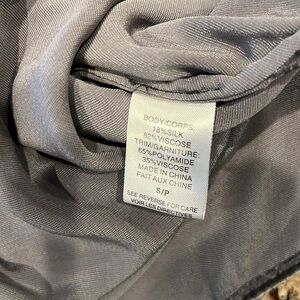 BODY/CORPS:
18%SILK
82%VISCOSE
TRIM/GARNITURE:
65%POLYAMIDE
35%VISCOSE
MADE IN CHINA
FAIT AUX CHINE
S/P
SEE REVERSE FOR CARE
VOIR LES DIRECTIVES